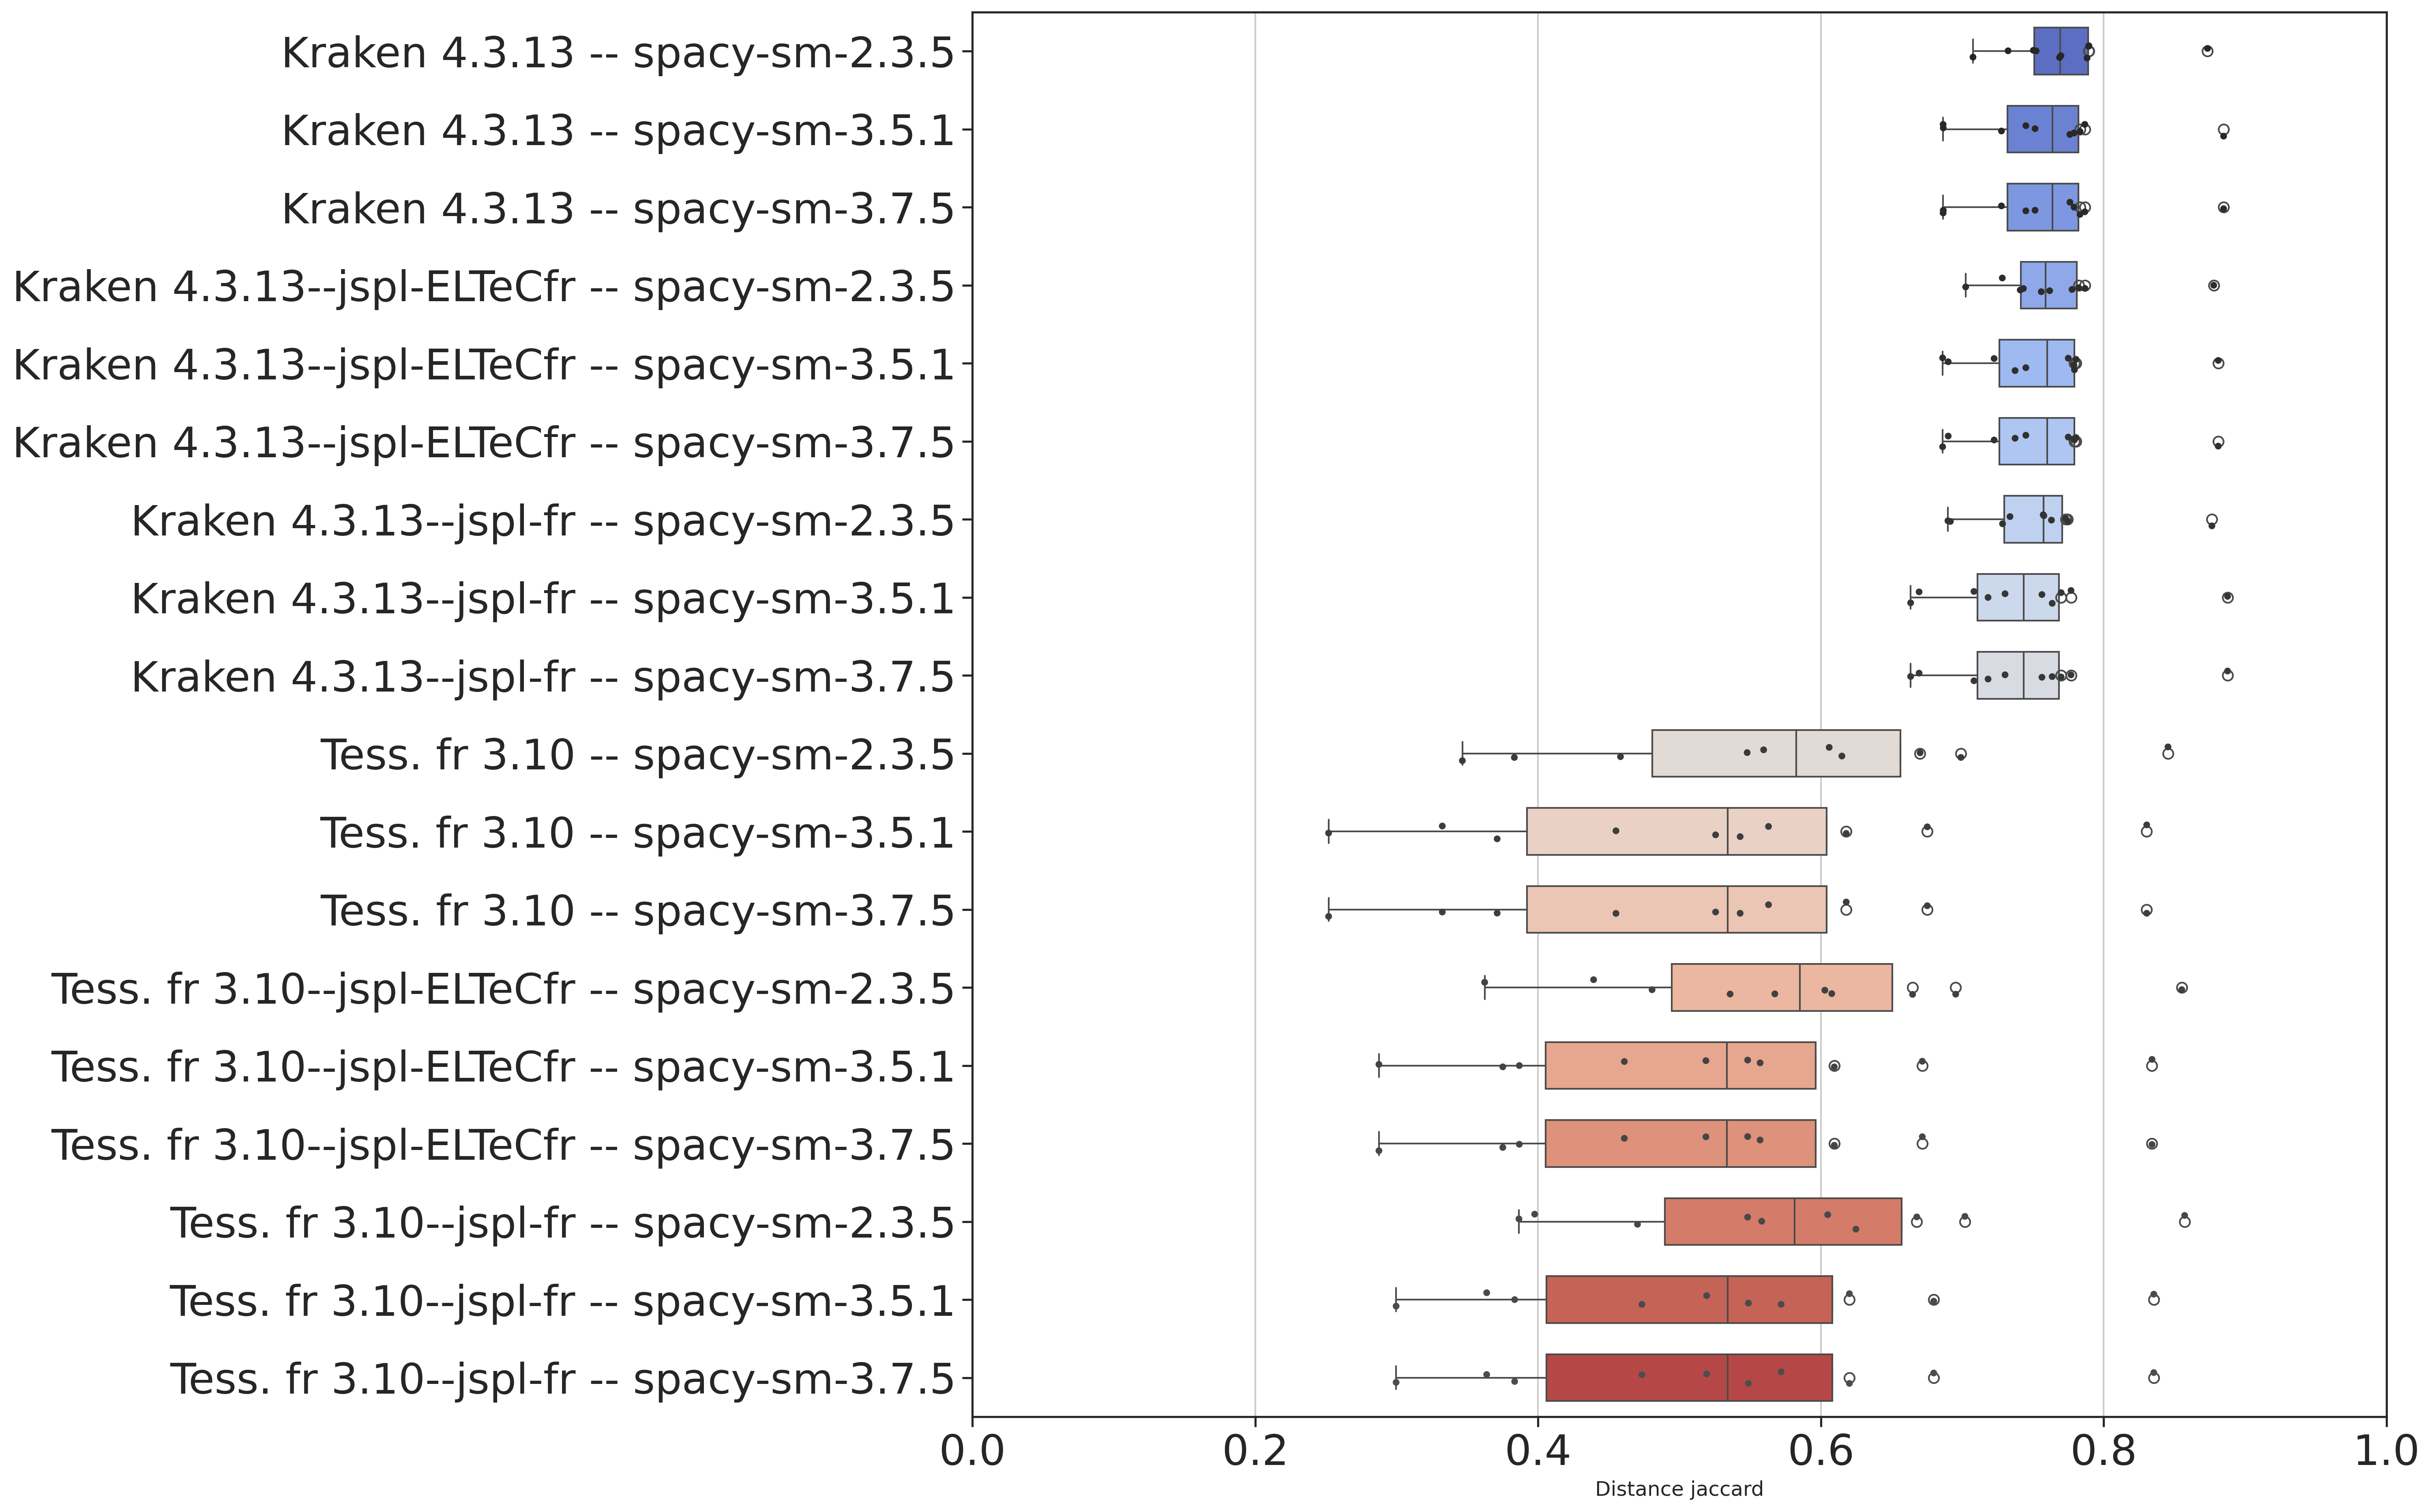 Kraken 4.3.13 -- spacy-sm-2.3.5
Kraken 4.3.13 -- spacy-sm-3.5.1
Kraken 4.3.13 -- spacy-sm-3.7.5
Kraken 4.3.13--jspl-ELTeCfr -- spacy-sm-2.3.5
Kraken 4.3.13--jspl-ELTeCfr -- spacy-sm-3.5.1
Kraken 4.3.13--jspl-ELTeCfr -- spacy-sm-3.7.5
Kraken 4.3.13--jspl-fr -- spacy-sm-2.3.5
Kraken 4.3.13--jspl-fr -- spacy-sm-3.5.1
Kraken 4.3.13--jspl-fr -- spacy-sm-3.7.5
Tess. fr 3.10 -- spacy-sm-2.3.5
Tess. fr 3.10 -- spacy-sm-3.5.1
Tess. fr 3.10 -- spacy-sm-3.7.5
Tess. fr 3.10--jspl-ELTeCfr -- spacy-sm-2.3.5
Tess. fr 3.10--jspl-ELTeCfr -- spacy-sm-3.5.1
Tess. fr 3.10--jspl-ELTeCfr -- spacy-sm-3.7.5
Tess. fr 3.10--jspl-fr -- spacy-sm-2.3.5
Tess. fr 3.10--jspl-fr -- spacy-sm-3.5.1
Tess. fr 3.10--jspl-fr -- spacy-sm-3.7.5
0.0 0.2 0.4 0.6 0.8 1.0
Distance jaccard